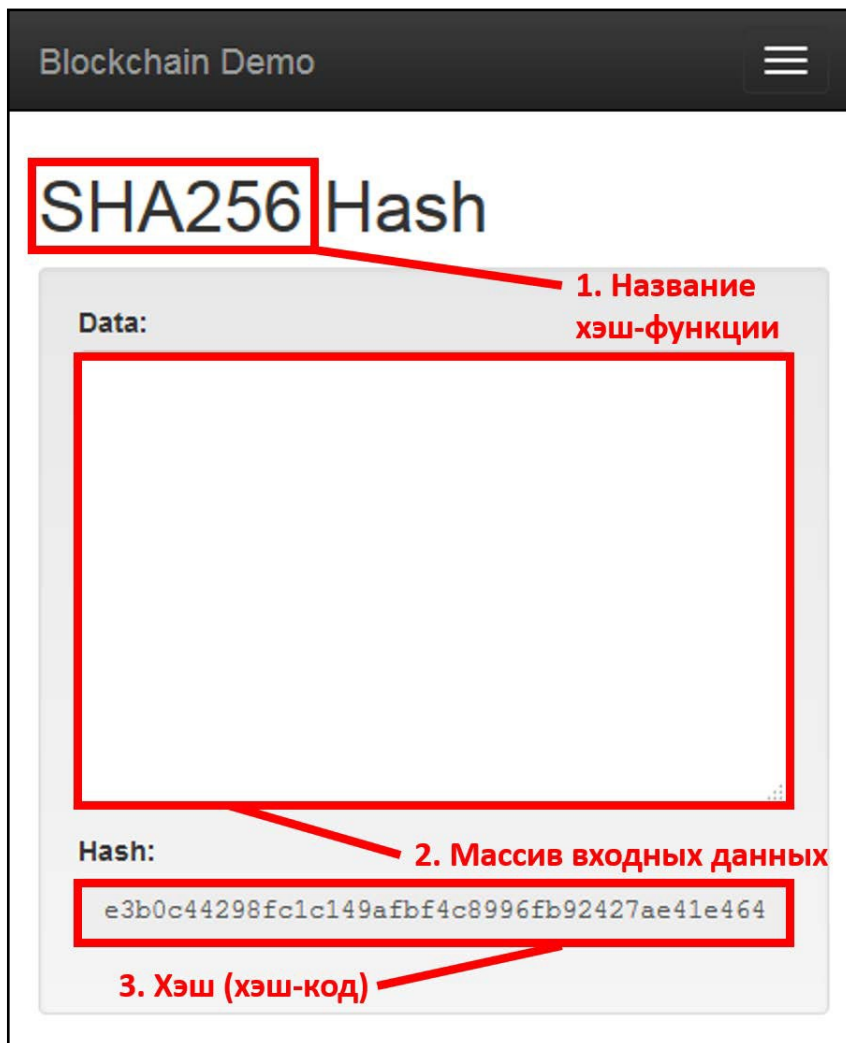 Blockchain Demo
SHA256 Hash
1. Название
хэш-функции
Data:
2. Массив входных данных
Hash:
e3b0c44298fc1c149afbf4c8996fb92427ae41e464
3. Хэш (хэш-код)